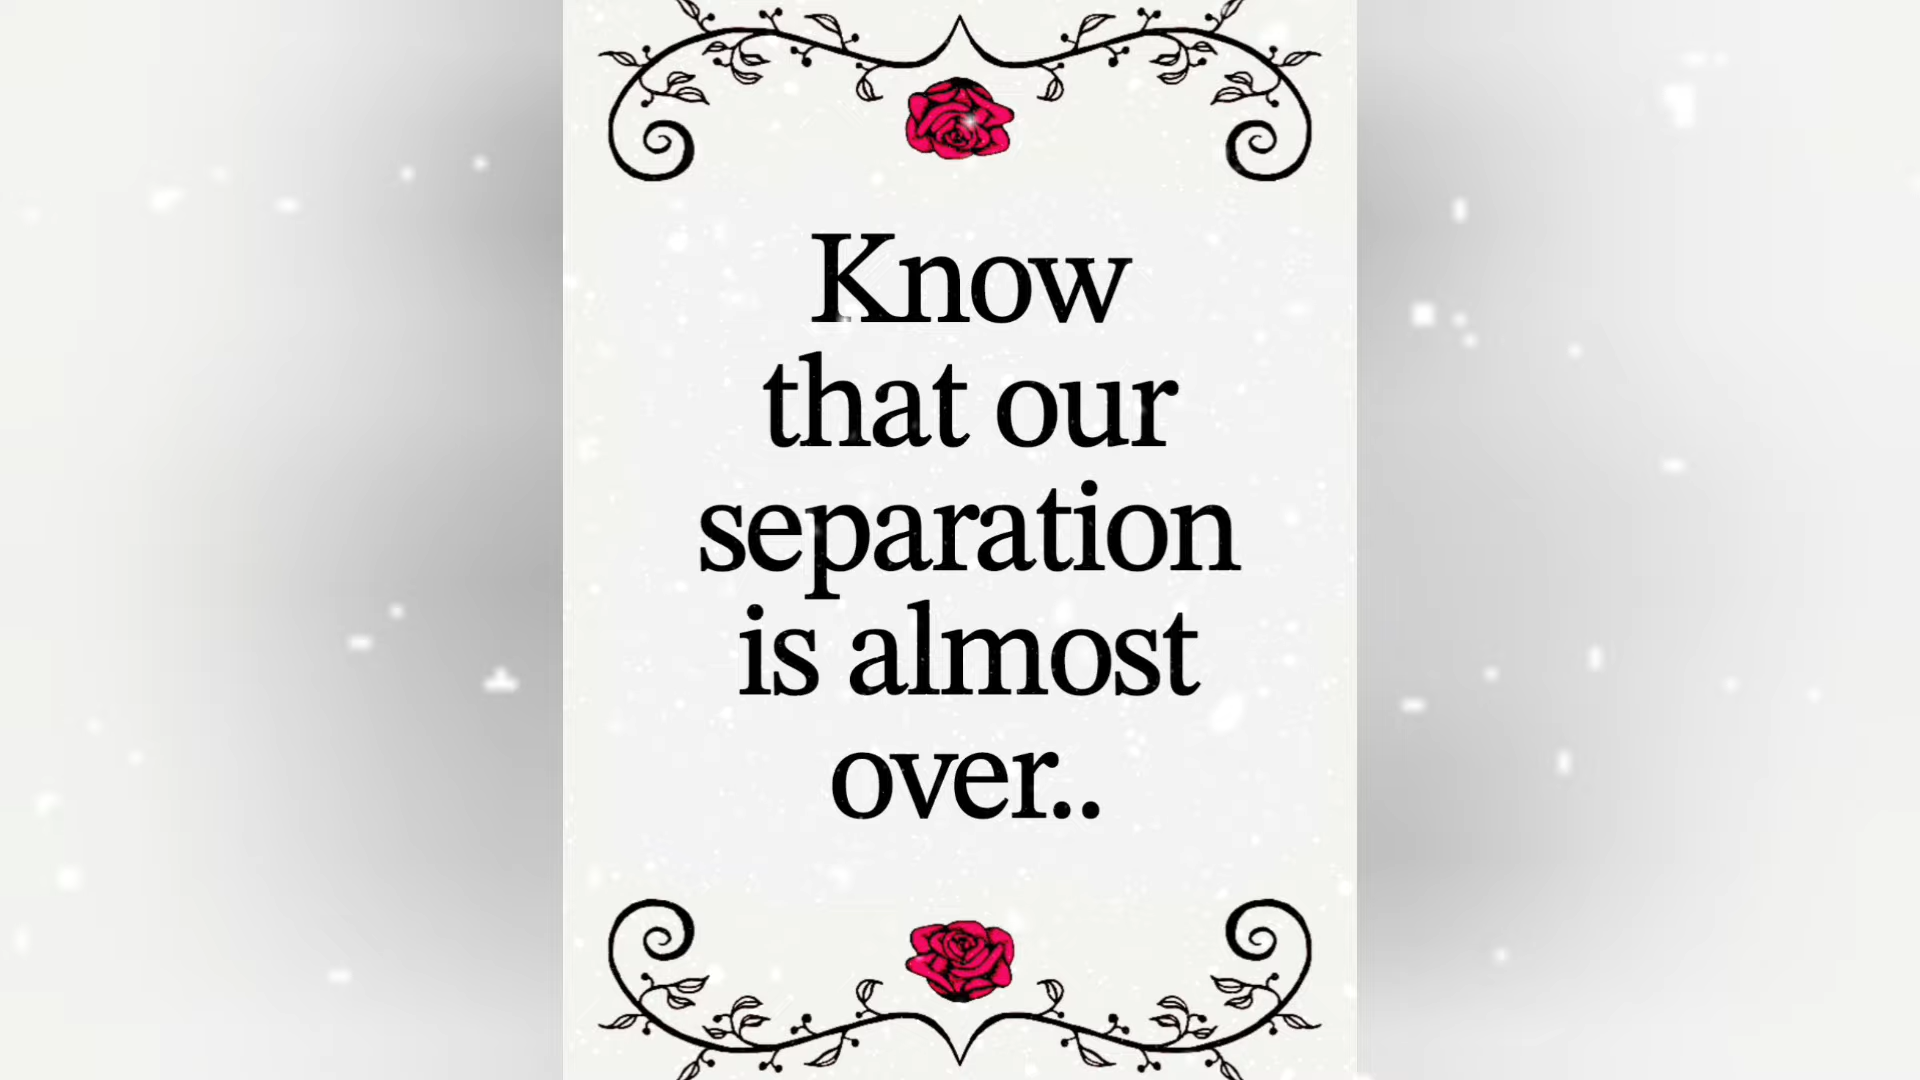 Know
that our
separation
is almost
over..